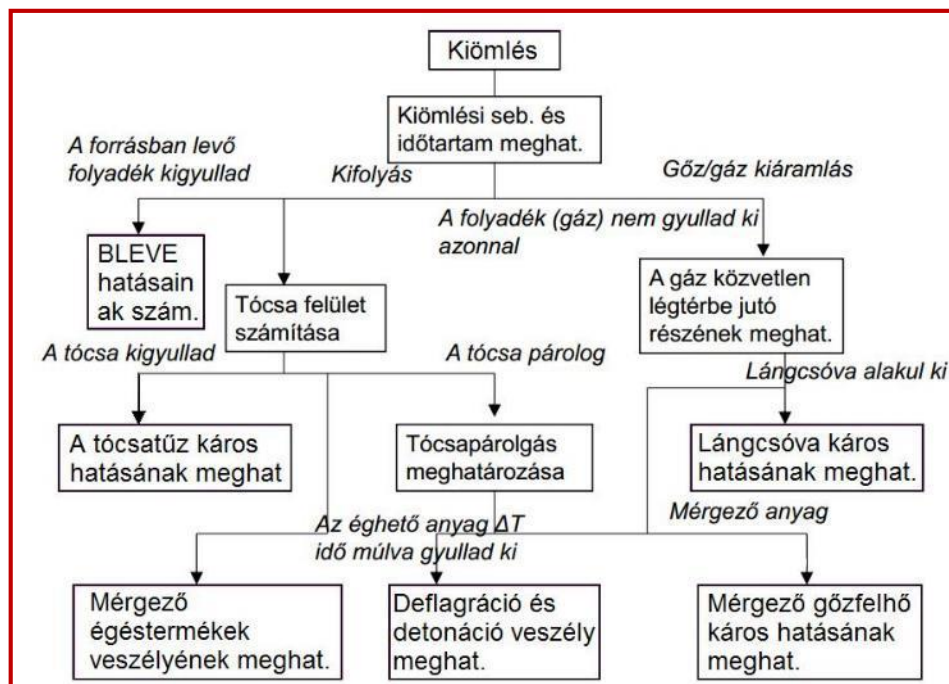 Kiömlés
Kiömlési seb. és
időtartam meghat.
A forrásban levő
folyadék kigyullad
Kifolyás
Gőz/gáz kiáramlás
A folyadék (gáz) nem gyullad ki
azonnal
BLEVE
hatásain
ak szám.
Tócsa felület
számítása
A gáz közvetlen
légtérbe jutó
részének meghat.
A tócsa kigyullad
A tócsa párolog
Lángcsóva alakul ki
A tócsatűz káros
hatásának meghat
Tócsapárolgás
meghatározása
Lángcsóva káros
hatásának meghat.
Az éghető anyag ΔT
idő múlva gyullad ki
Mérgező anyag
Mérgező
égéstermékek
veszélyének meghat.
Deflagráció és
detonáció veszély
meghat.
Mérgező gőzfelhő
káros hatásának
meghat.